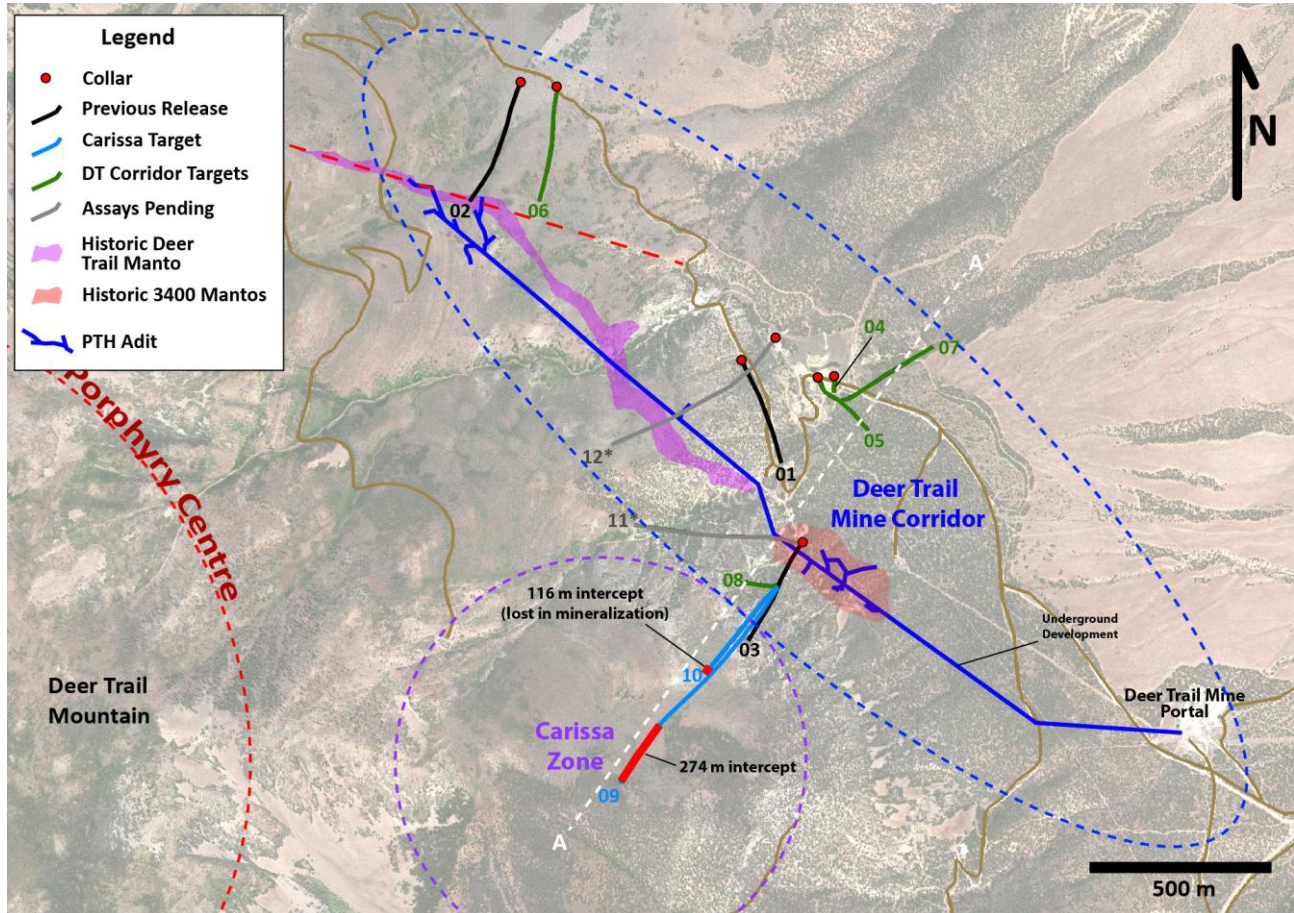 Legend
Collar
Previous Release
Carissa Target
DT Corridor Targets
Assays Pending
Historic Deer
Trail Manto
Historic 3400 Mantos
PTH Adit
N
02
06
A'
04
07
05
12*
01
11*
Deer Trail
Mine Corridor
Porphyry Centre
08
116 m intercept
(lost in mineralization)
03
10
Underground
Development
Deer Trail
Mountain
Deer Trail Mine
Portal
Carissa
Zone
274 m intercept
09
A
500 m